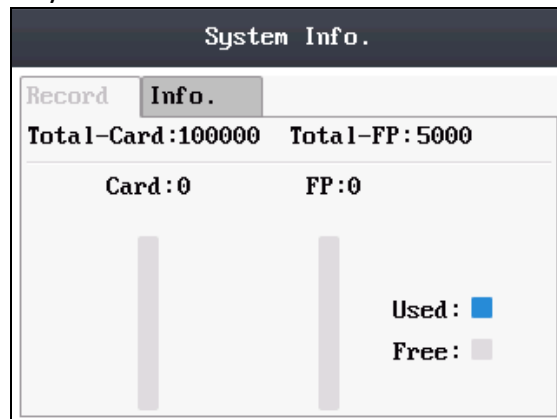 System Info.
Record Info.
Total-Card:100000 Total-FP:5000
Card:0 FP:0
Used:
Free: